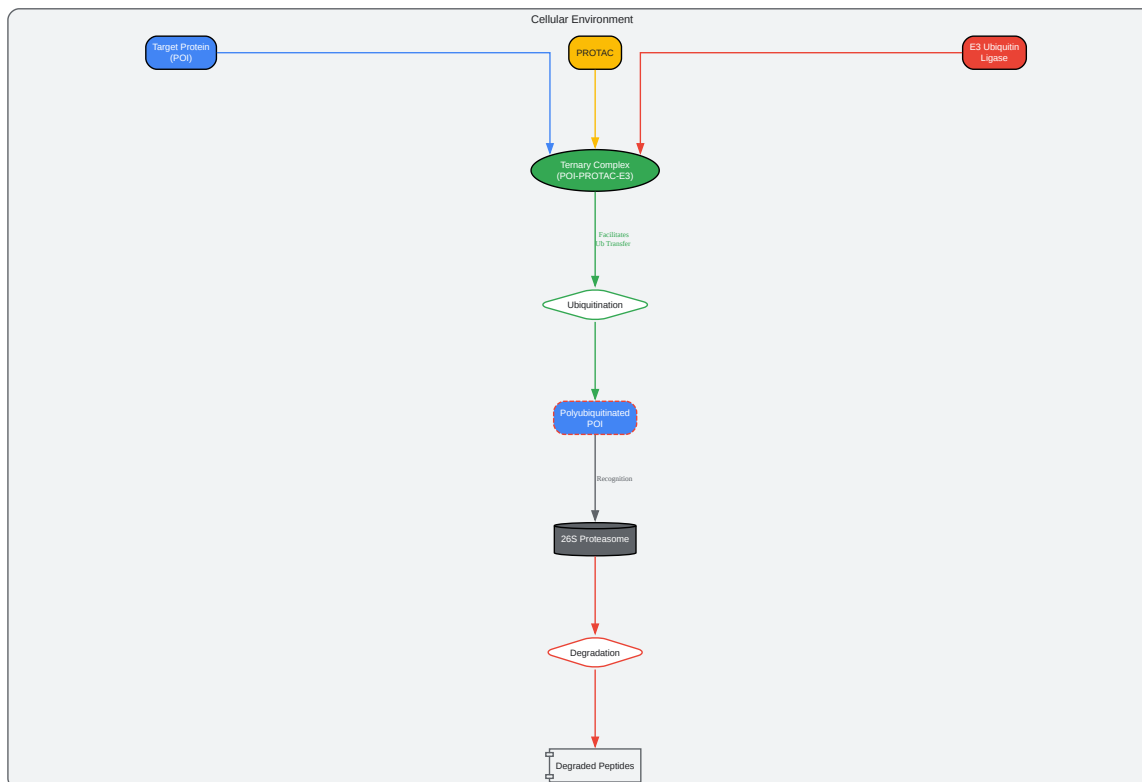 Cellular Environment
Target Protein
(POI)
PROTAC
E3 Ubiquitin
Ligase
Ternary Complex
(POI-PROTAC-E3)
Facilitates
Ub Transfer
Ubiquitination
Polyubiquitinated
POI
Recognition
26S Proteasome
Degradation
Degraded Peptides